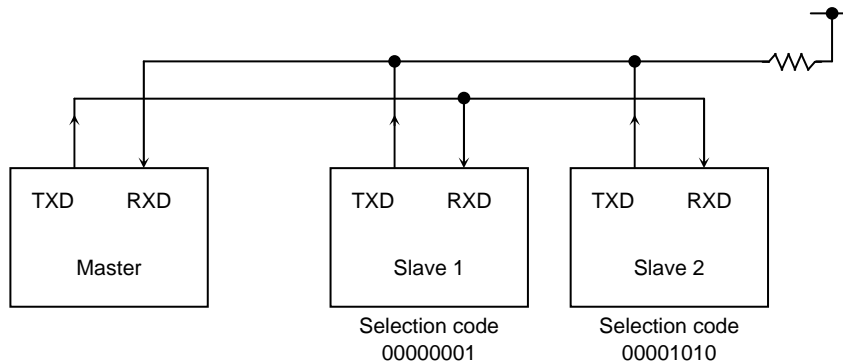 TXD RXD TXD RXD TXD RXD
Master Slave 1 Slave 2
Selection code Selection code
00000001 00001010